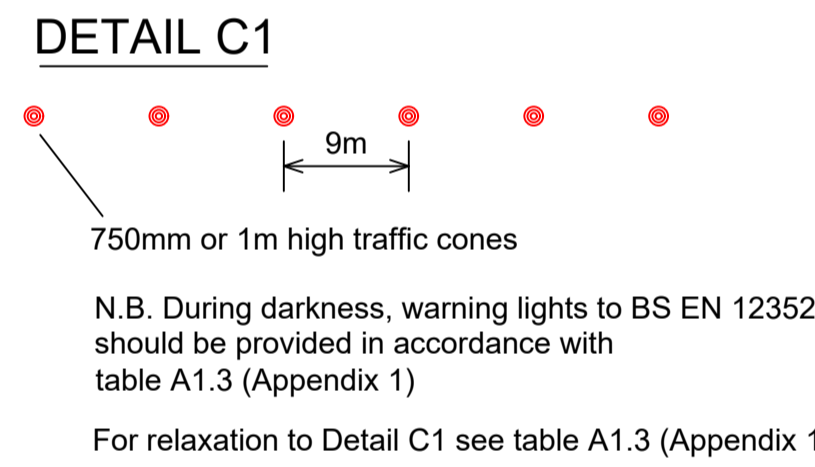 DETAIL C1
9m
750mm or 1m high traffic cones
N.B. During darkness, warning lights to BS EN 12352
should be provided in accordance with
table A1.3 (Appendix 1)
For relaxation to Detail C1 see table A1.3 (Appendix 1